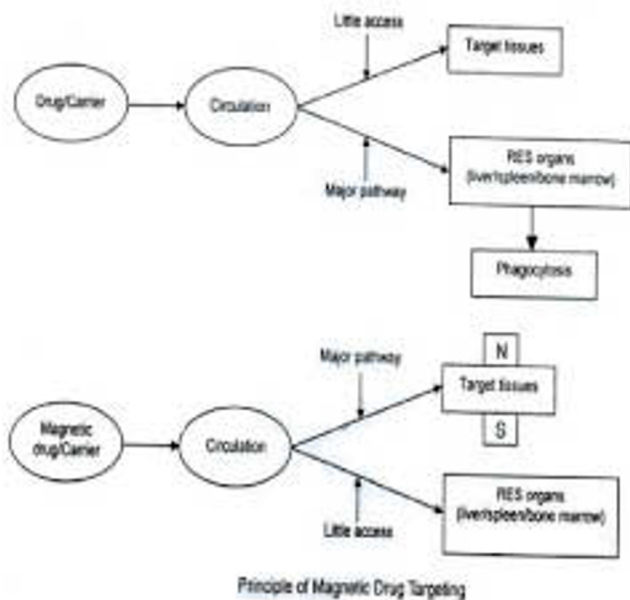 Little access
Target tissues
Drug/Carrier
Circulation
RES organs
(liver/spleen/bone marrow)
Major pathway
Phagocytosis
Major pathway
N
Target tissues
S
Magnetic
drug/Carrier
Circulation
RES organs
(liver/spleen/bone marrow)
Little access
Principle of Magnetic Drug Targeting